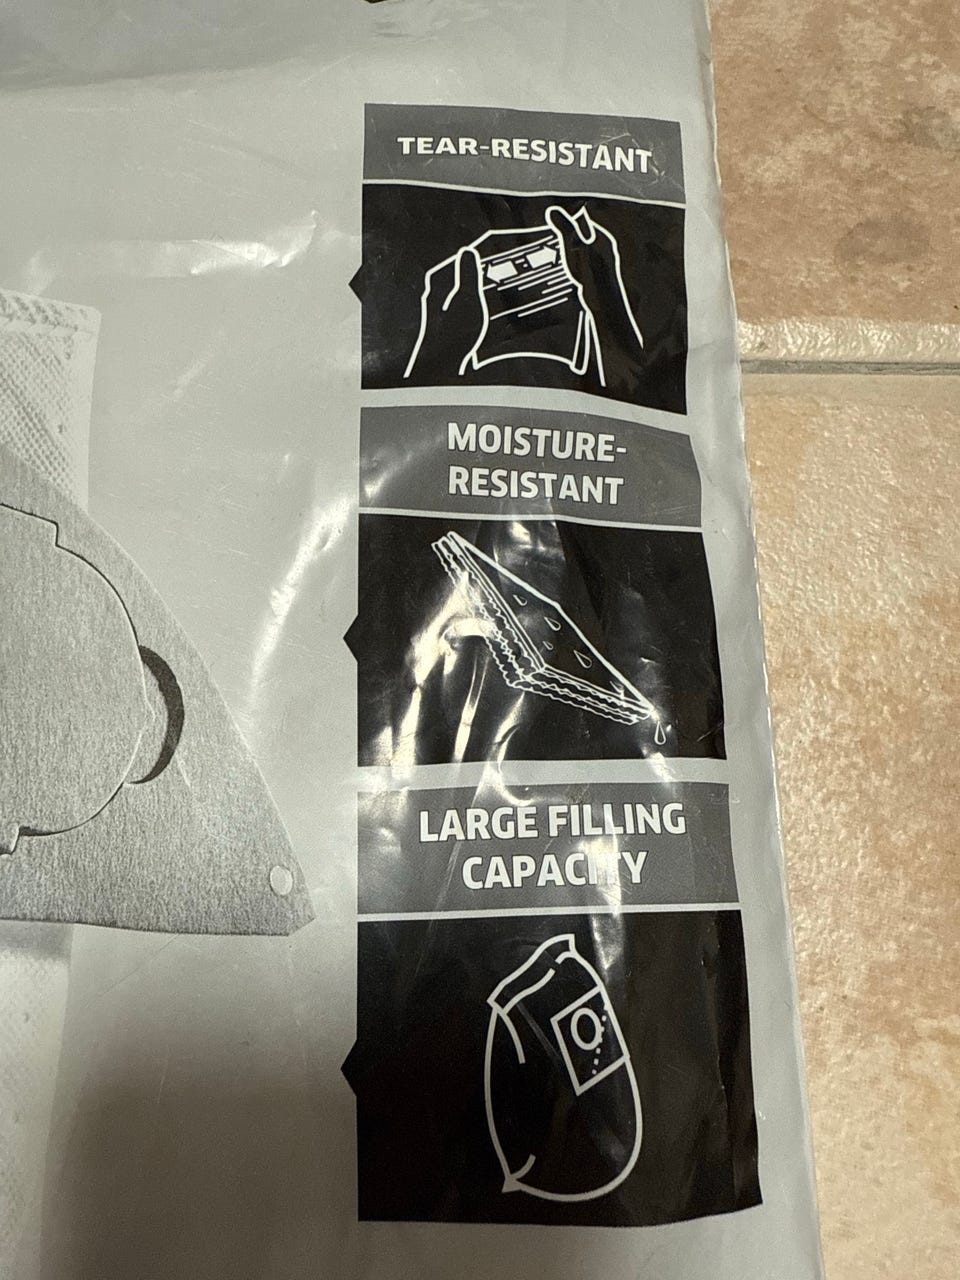 TEAR-RESISTANT
MOISTURE-
RESISTANT
LARGE FILLING
CAPACITY